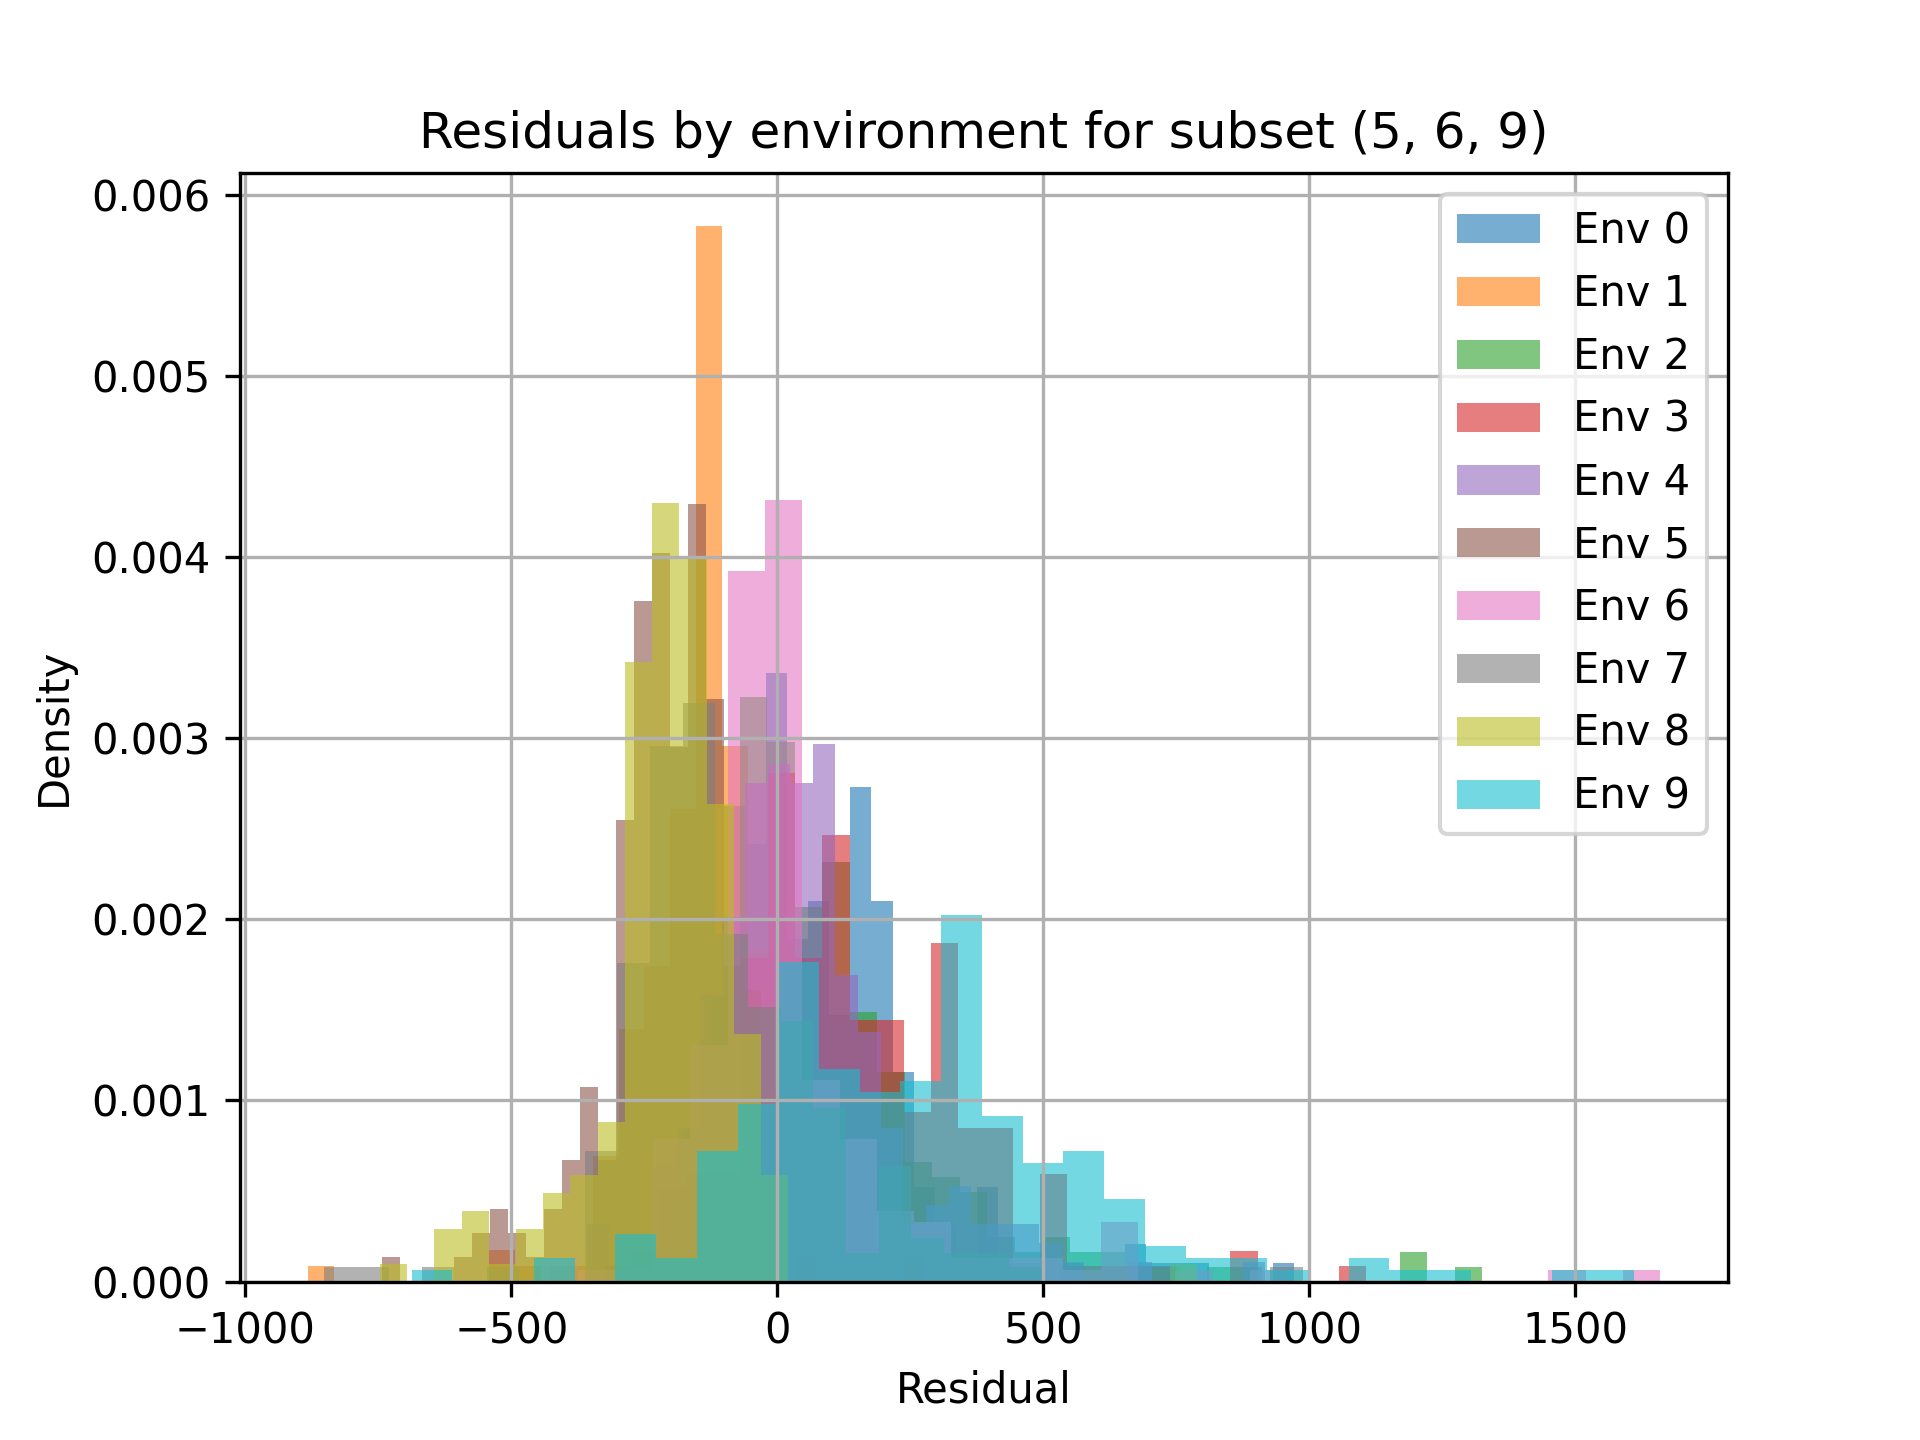 Residuals by environment for subset (5, 6, 9)
0.006
0.005
0.004
0.003
0.002
0.001
0.000
Density
−1000
−500
0
500
1000
1500
Residual
Env 0
Env 1
Env 2
Env 3
Env 4
Env 5
Env 6
Env 7
Env 8
Env 9